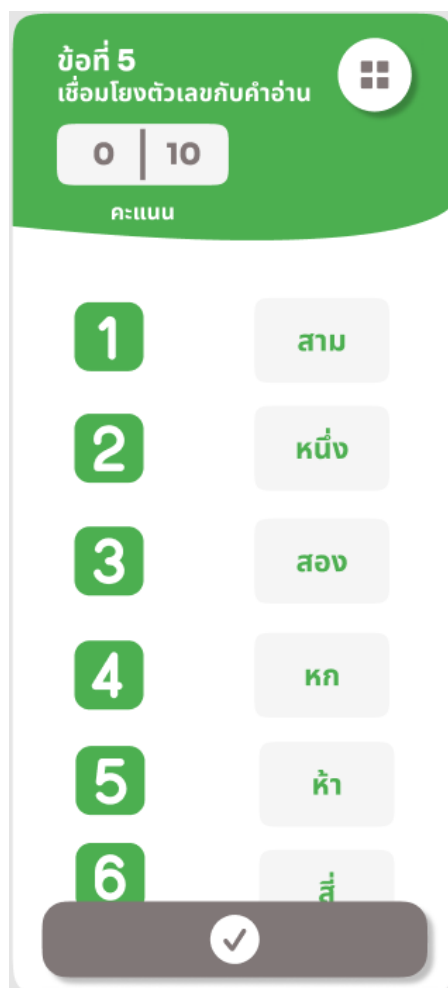 ข้อที่ 5
เชื่อมโยงตัวเลขกับคำอ่าน
0 | 10
คะแนน
1 สาม
2 หนึ่ง
3 สอง
4 หก
5 ห้า
6 สี่